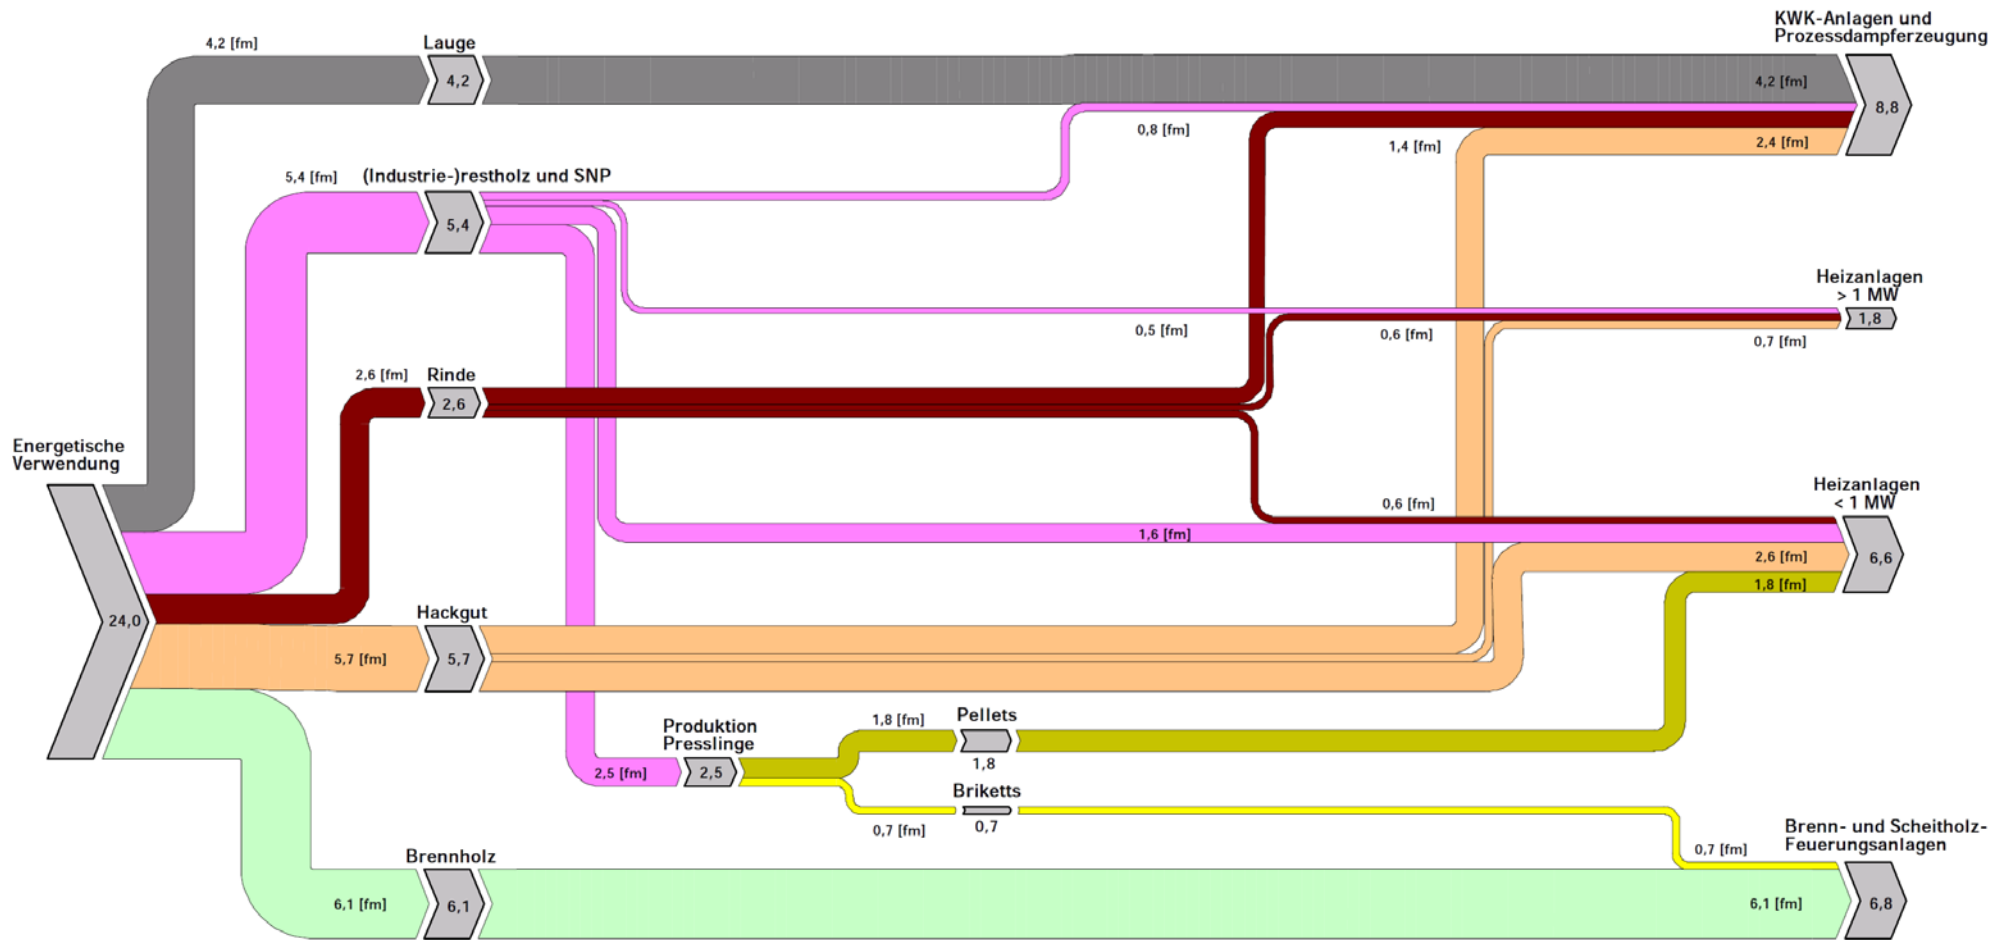 KWK-Anlagen und
Prozessdampferzeugung
4,2 [fm]
Lauge
4,2
4,2 [fm]
8,8
0,8 [fm]
1,4 [fm]
2,4 [fm]
5,4 [fm]
(Industrie-)restholz und SNP
5,4
Heizanlagen
> 1 MW
1,8
0,5 [fm]
0,6 [fm]
0,7 [fm]
2,6 [fm]
Rinde
2,6
Energetische
Verwendung
24,0
Heizanlagen
< 1 MW
0,6 [fm]
1,6 [fm]
2,6 [fm]
6,6
1,8 [fm]
Hackgut
5,7 [fm]
5,7
Produktion
Presslinge
2,5 [fm]
2,5
1,8 [fm]
Pellets
1,8
Briketts
0,7 [fm]
0,7
Brenn- und Scheitholz-
Feuerungsanlagen
0,7 [fm]
Brennholz
6,1 [fm]
6,1
6,1 [fm]
6,8